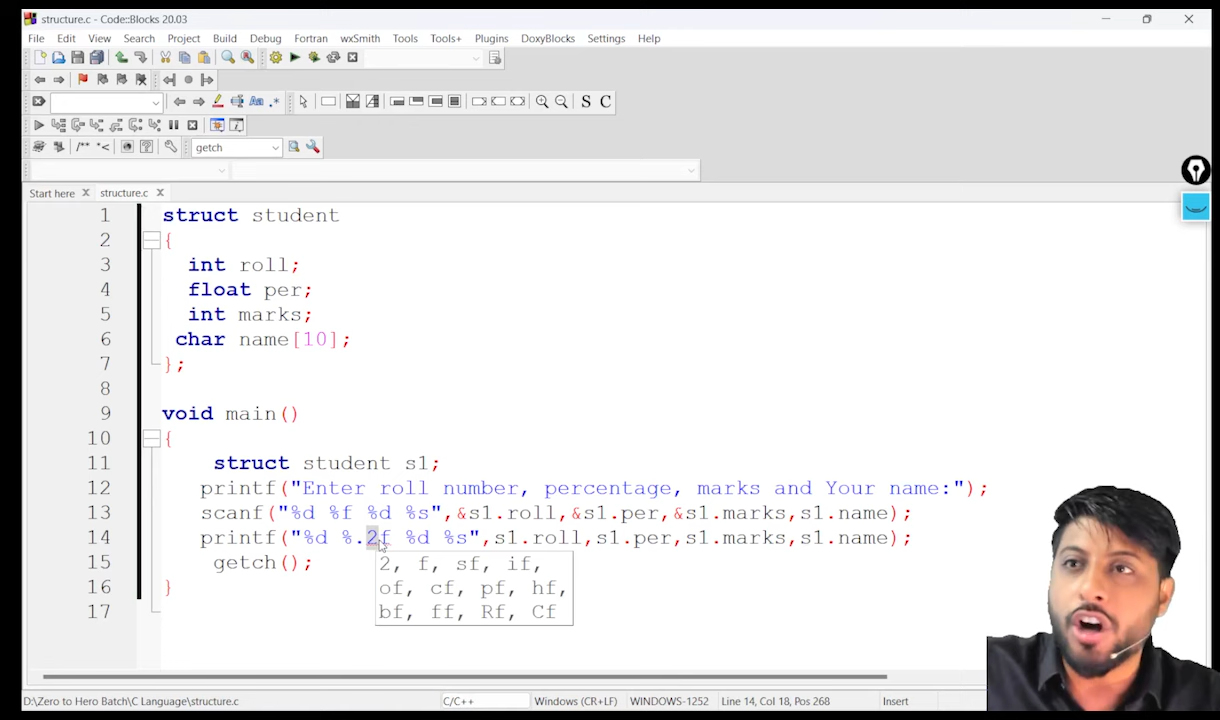 structure.c - Code::Blocks 20.03
File Edit View Search Project Build Debug Fortran wxSmith Tools Tools+ Plugins DoxyBlocks Settings Help
S C
/** *<
getch
Start here structure.c
1 struct student
2 {
3 int roll;
4 float per;
5 int marks;
6 char name[10];
7 };
8
9 void main()
10 {
11 struct student s1;
12 printf("Enter roll number, percentage, marks and Your name:");
13 scanf("%d %f %d %s",&s1.roll,&s1.per,&s1.marks,s1.name);
14 printf("%d %.2f %d %s",s1.roll,s1.per,s1.marks,s1.name);
15 getch();
16 }
17
2, f, sf, if,
of, cf, pf, hf,
bf, ff, Rf, Cf
D:\Zero to Hero Batch\C Language\structure.c C/C++ Windows (CR+LF) WINDOWS-1252 Line 14, Col 18, Pos 268 Insert